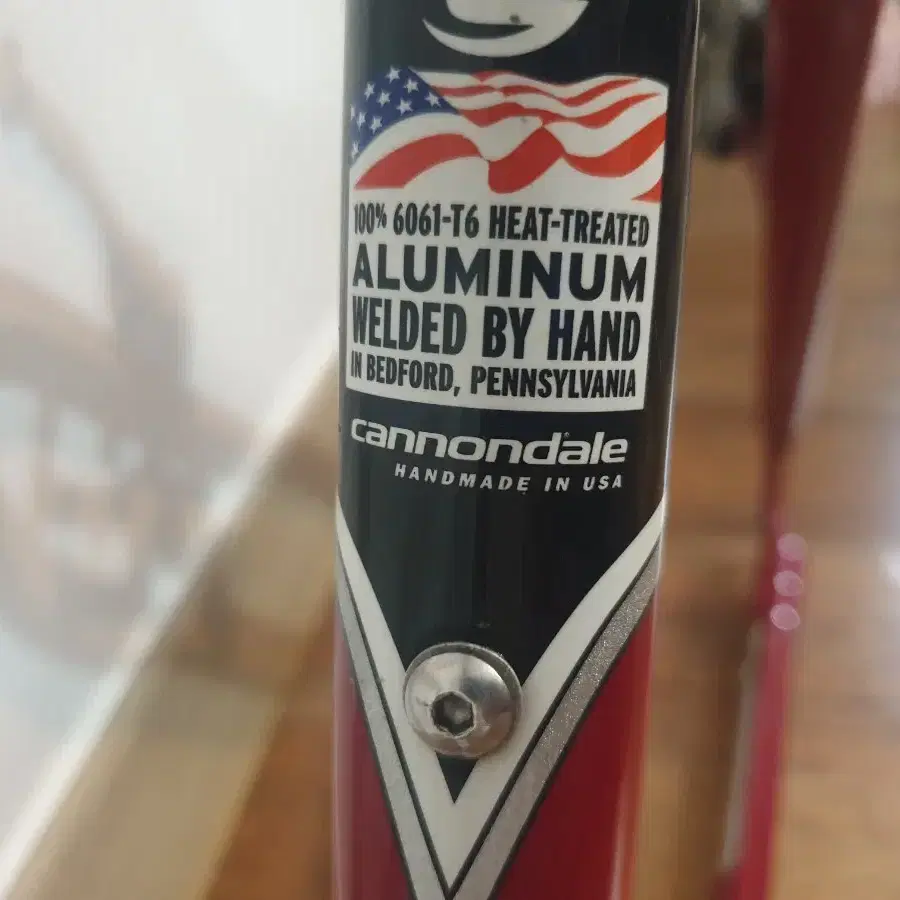 100% 6061-T6 HEAT-TREATED
ALUMINUM
WELDED BY HAND
IN BEDFORD, PENNSYLVANIA
cannondale
HANDMADE IN USA